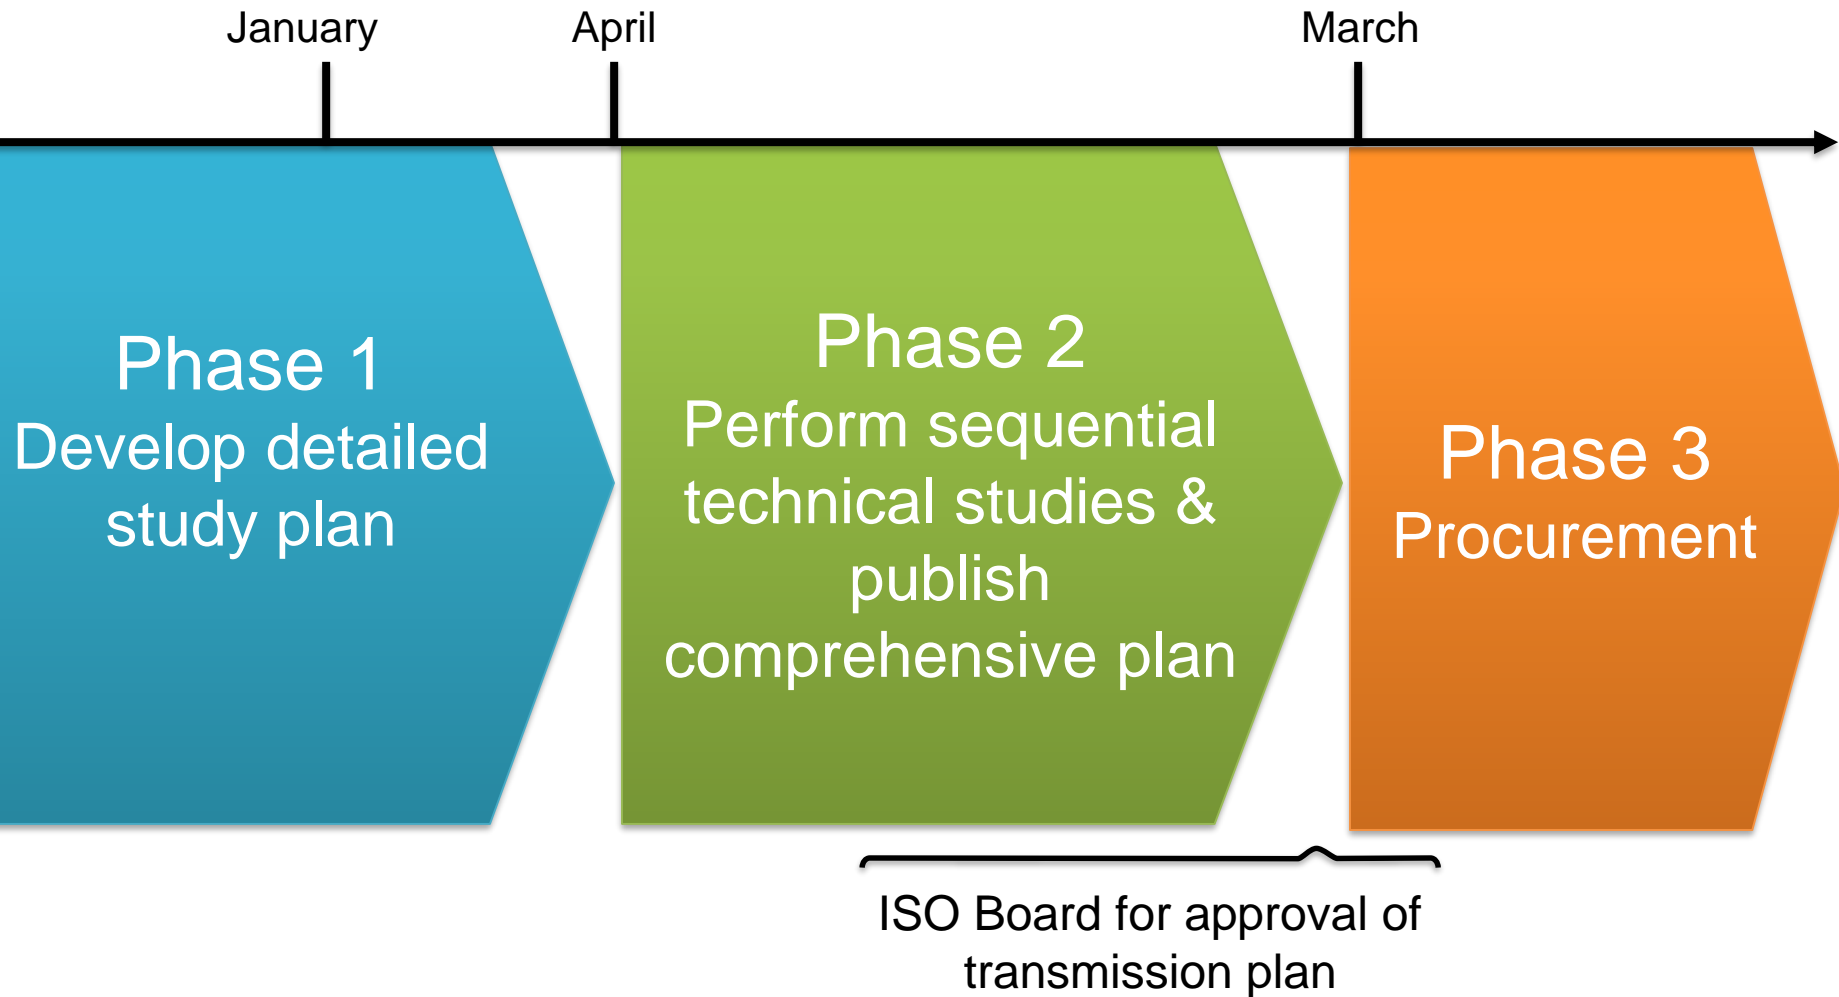 January
April
March
Phase 1
Develop detailed
study plan
Phase 2
Perform sequential
technical studies &
publish
comprehensive plan
Phase 3
Procurement
ISO Board for approval of
transmission plan